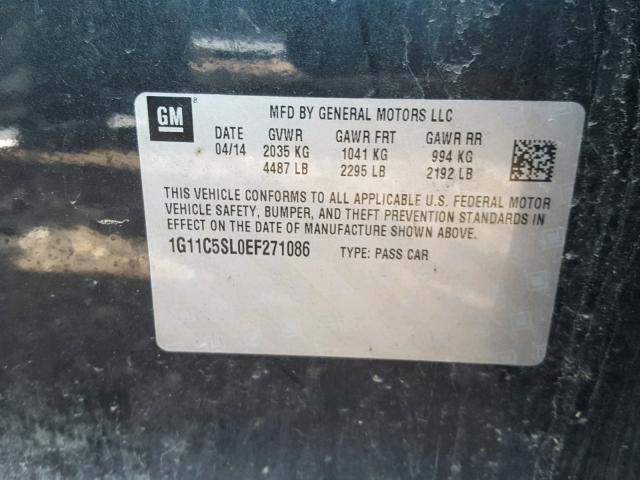 GM
MFD BY GENERAL MOTORS LLC
DATE GVWR GAWR FRT GAWR RR
04/14 2035 KG 1041 KG 994 KG
4487 LB 2295 LB 2192 LB
THIS VEHICLE CONFORMS TO ALL APPLICABLE U.S. FEDERAL MOTOR
VEHICLE SAFETY, BUMPER, AND THEFT PREVENTION STANDARDS IN
EFFECT ON THE DATE OF MANUFACTURE SHOWN ABOVE.
1G11C5SL0EF271086 TYPE: PASS CAR